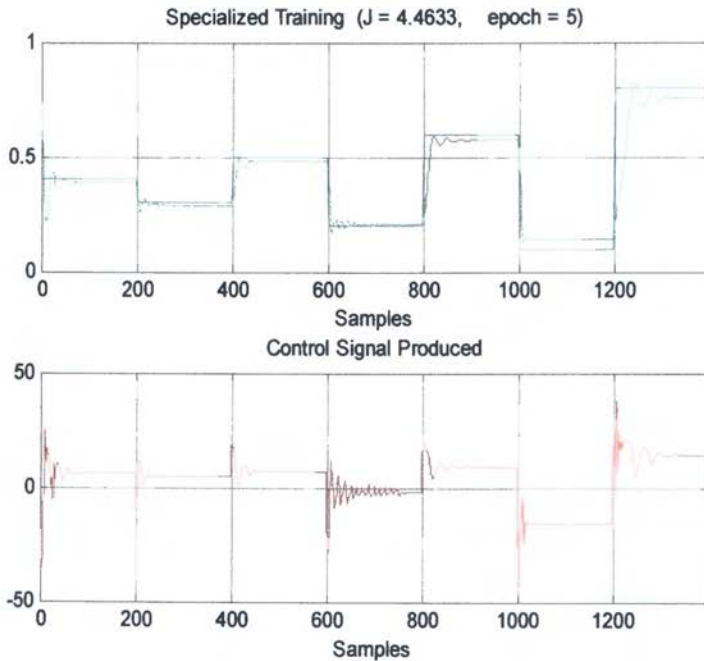 Specialized Training (J = 4.4633, epoch = 5)
1
0.5
0
0 200 400 600 800 1000 1200
Samples
Control Signal Produced
50
0
-50
0 200 400 600 800 1000 1200
Samples